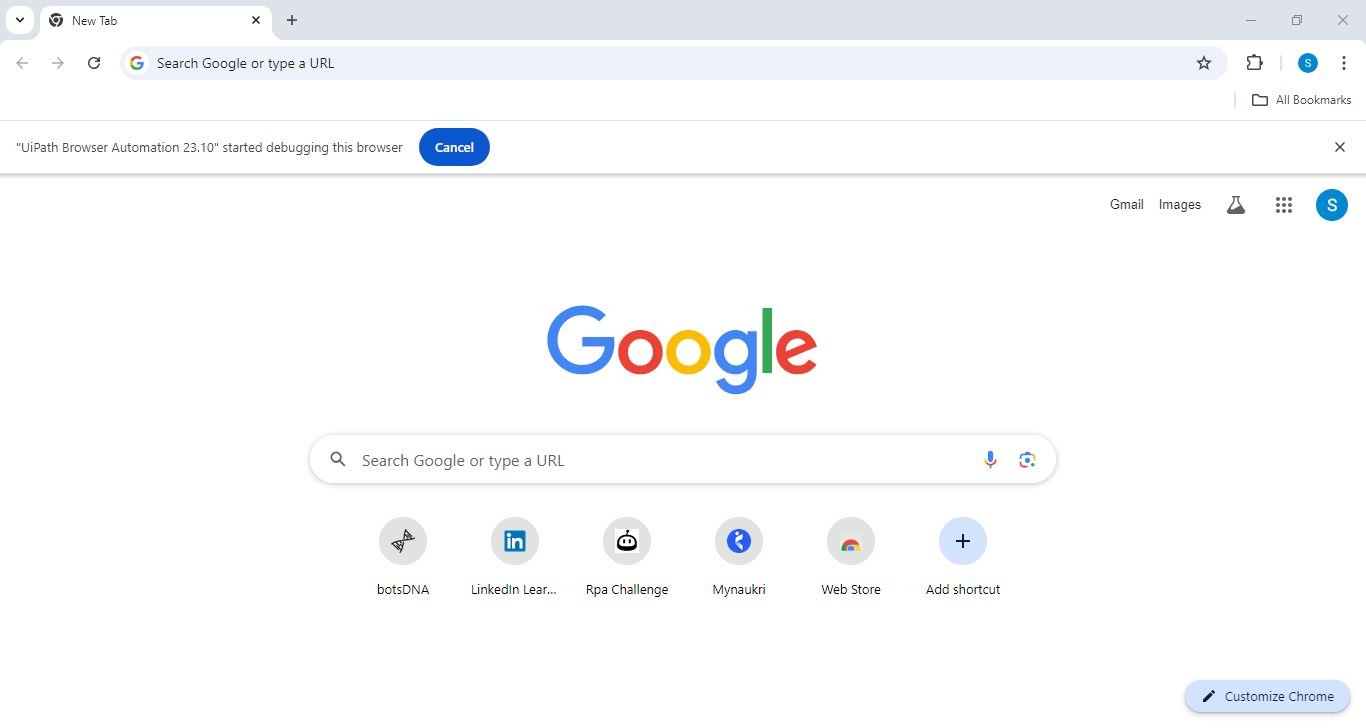 New Tab
Search Google or type a URL
S
All Bookmarks
"UiPath Browser Automation 23.10" started debugging this browser Cancel
Gmail Images S
Google
Search Google or type a URL
in
botsDNA LinkedIn Lear... Rpa Challenge Mynaukri Web Store Add shortcut
Customize Chrome